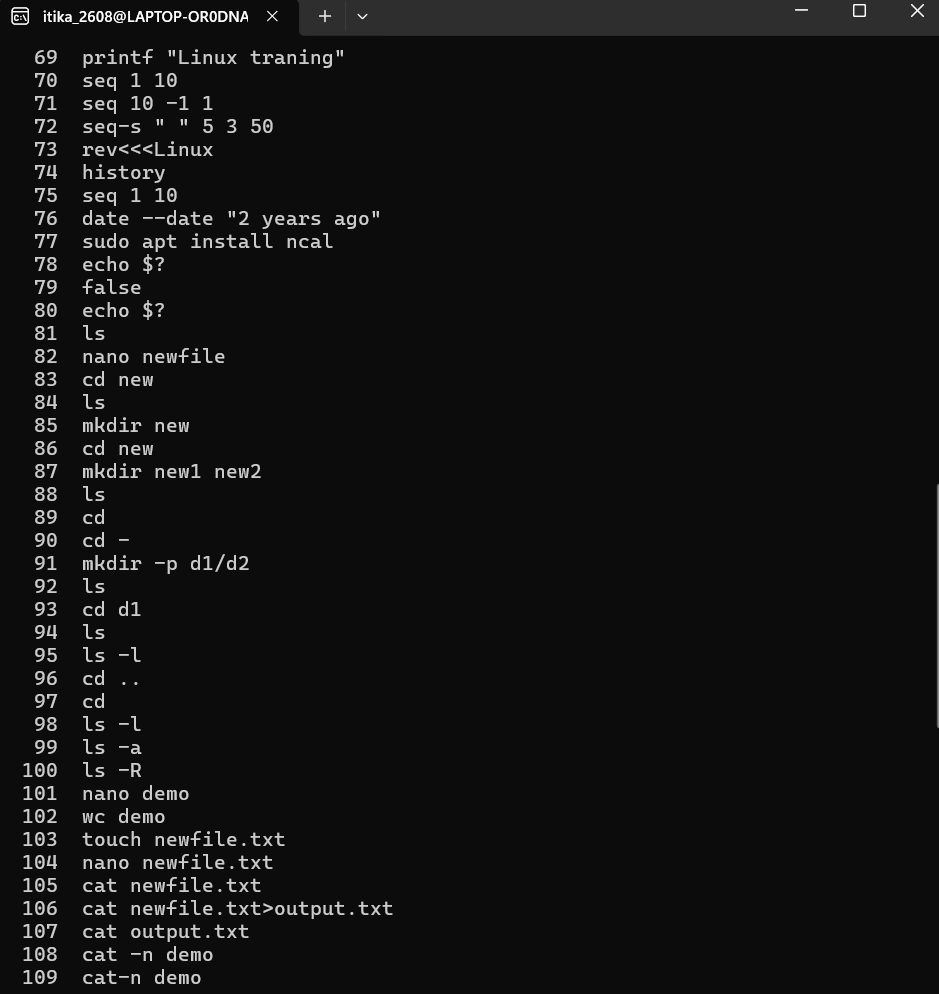 itika_2608@LAPTOP-OR0DNA
69 printf "Linux traning"
70 seq 1 10
71 seq 10 -1 1
72 seq-s " " 5 3 50
73 rev<<<Linux
74 history
75 seq 1 10
76 date --date "2 years ago"
77 sudo apt install ncal
78 echo $?
79 false
80 echo $?
81 ls
82 nano newfile
83 cd new
84 ls
85 mkdir new
86 cd new
87 mkdir new1 new2
88 ls
89 cd
90 cd -
91 mkdir -p d1/d2
92 ls
93 cd d1
94 ls
95 ls -l
96 cd ..
97 cd
98 ls -l
99 ls -a
100 ls -R
101 nano demo
102 wc demo
103 touch newfile.txt
104 nano newfile.txt
105 cat newfile.txt
106 cat newfile.txt>output.txt
107 cat output.txt
108 cat -n demo
109 cat-n demo